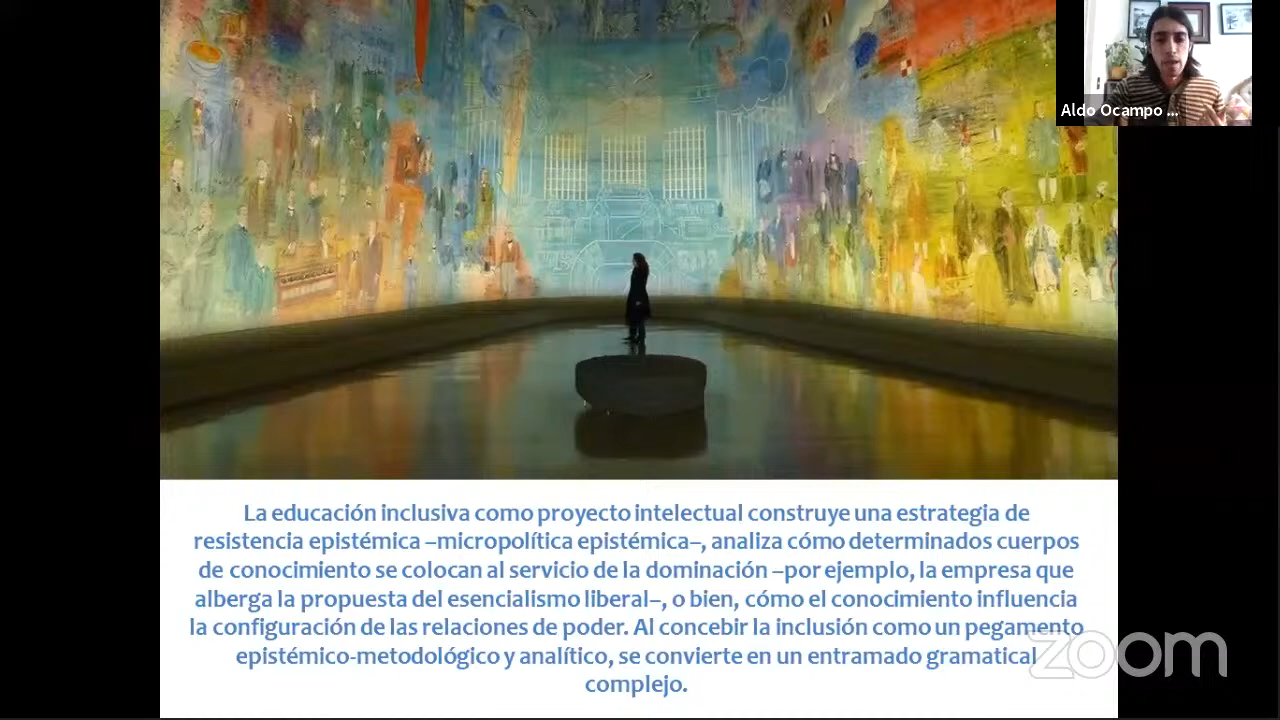 Aldo Ocampo ...
La educación inclusiva como proyecto intelectual construye una estrategia de
resistencia epistémica –micropolítica epistémica–, analiza cómo determinados cuerpos
de conocimiento se colocan al servicio de la dominación –por ejemplo, la empresa que
alberga la propuesta del esencialismo liberal–, o bien, cómo el conocimiento influencia
la configuración de las relaciones de poder. Al concebir la inclusión como un pegamento
epistémico-metodológico y analítico, se convierte en un entramado gramatical
complejo.
zoom